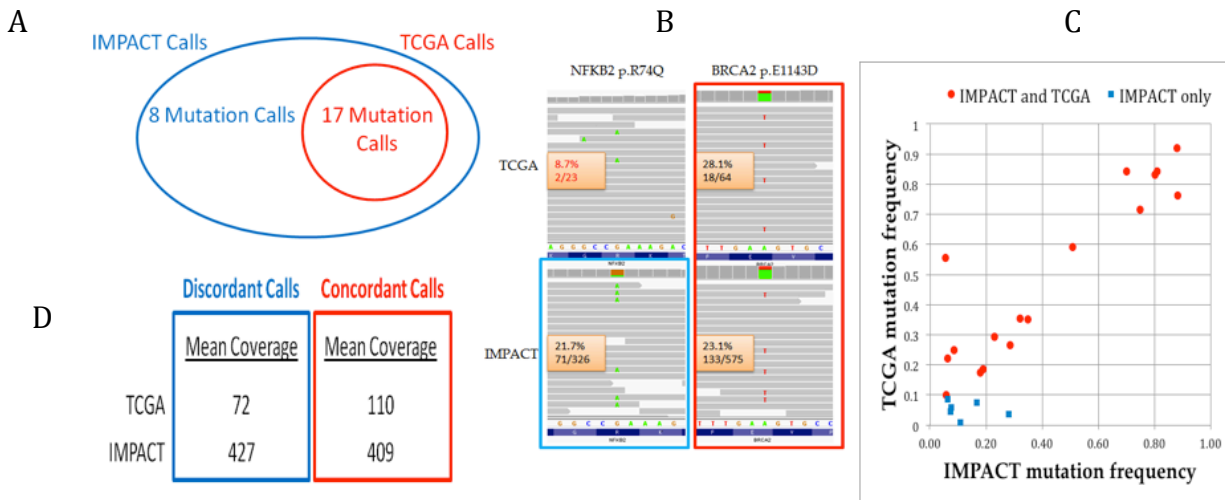 A
IMPACT Calls
TCGA Calls
8 Mutation Calls
17 Mutation
Calls
B
NFKB2 p.R74Q
BRCA2 p.E1143D
TCGA
8.7%
2/23
28.1%
18/64
A G G G C C G A A A G A C
T T T G A A G T G C
NFKB2
BRCA2
IMPACT
21.7%
71/326
23.1%
133/575
T T T G A A G T G C C
NFKB2
BRCA2
C
IMPACT and TCGA
IMPACT only
TCGA mutation frequency
1
0.9
0.8
0.7
0.6
0.5
0.4
0.3
0.2
0.1
0
0.00
0.20
0.40
0.60
0.80
1.00
IMPACT mutation frequency
D
Discordant Calls
Concordant Calls
Mean Coverage
Mean Coverage
TCGA
72
110
IMPACT
427
409